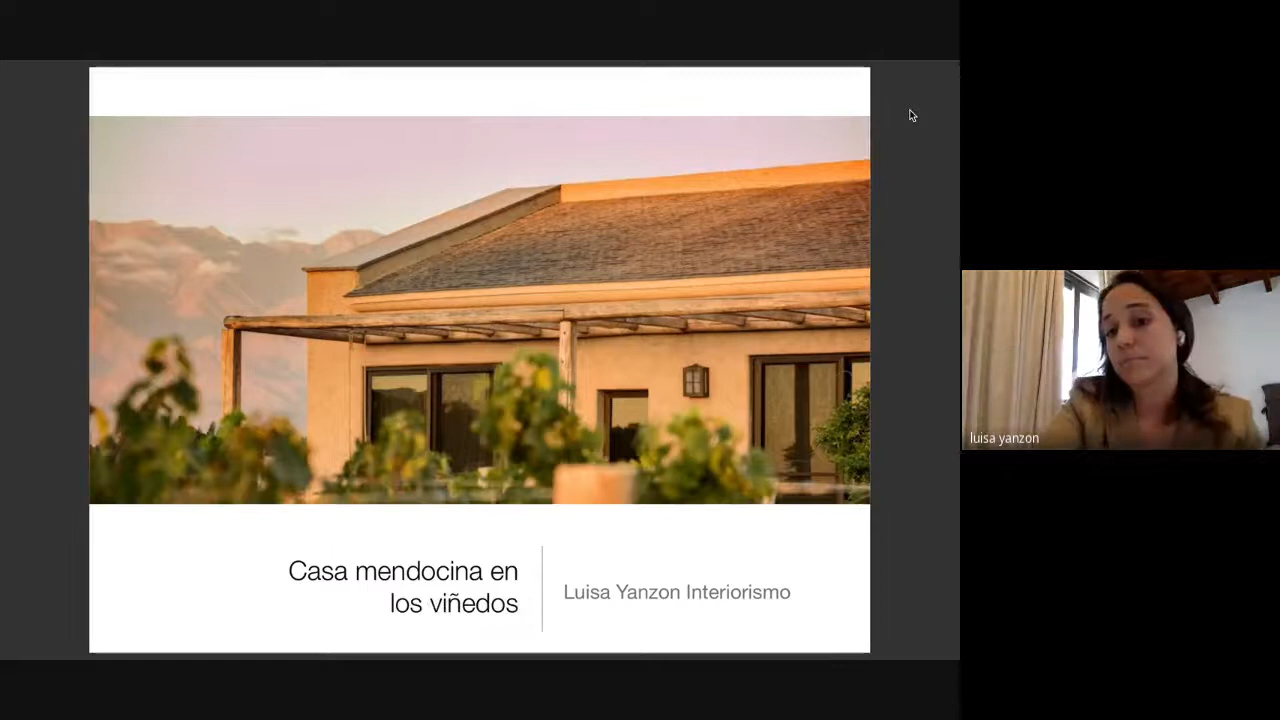 Casa mendocina en
los viñedos
Luisa Yanzon Interiorismo
luisa yanzon